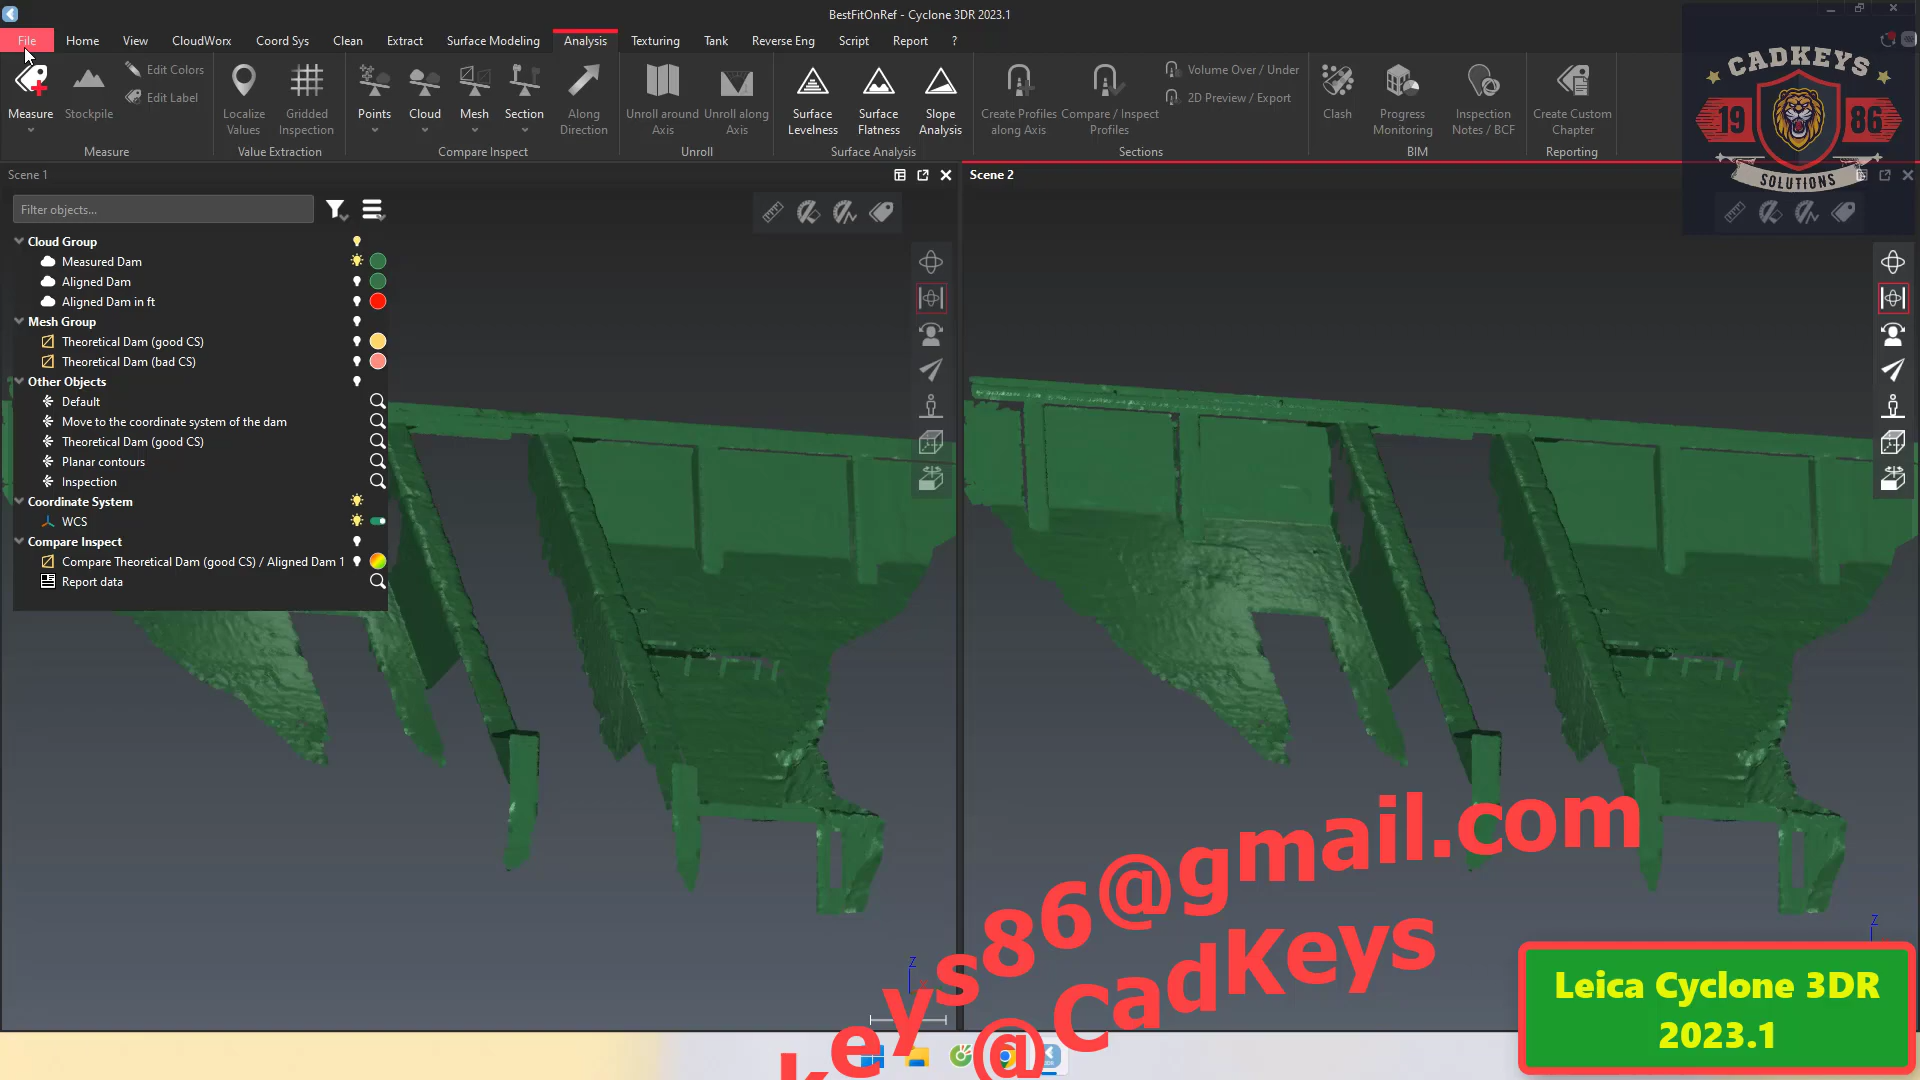 BestFitOnRef - Cyclone 3DR 2023.1
File Home View CloudWorx Coord Sys Clean Extract Surface Modeling Analysis Texturing Tank Reverse Eng Script Report ?
Measure
Stockpile
Edit Colors
Edit Label
Measure
Localize Values
Gridded Inspection
Value Extraction
Points
Cloud
Mesh
Section
Along Direction
Compare Inspect
Unroll around Axis
Unroll along Axis
Unroll
Surface Levelness
Surface Flatness
Slope Analysis
Surface Analysis
Create Profiles along Axis
Compare / Inspect Profiles
Volume Over / Under
2D Preview / Export
Sections
Clash
Progress Monitoring
Inspection Notes / BCF
BIM
Create Custom Chapter
Reporting
CADKEYS
19 86
SOLUTIONS
Scene 1
Scene 2
Filter objects...
Cloud Group
Measured Dam
Aligned Dam
Aligned Dam in ft
Mesh Group
Theoretical Dam (good CS)
Theoretical Dam (bad CS)
Other Objects
Default
Move to the coordinate system of the dam
Theoretical Dam (good CS)
Planar contours
Inspection
Coordinate System
WCS
Compare Inspect
Compare Theoretical Dam (good CS) / Aligned Dam 1
Report data
Z
Z
keys86@gmail.com
@CadKeys
Leica Cyclone 3DR
2023.1